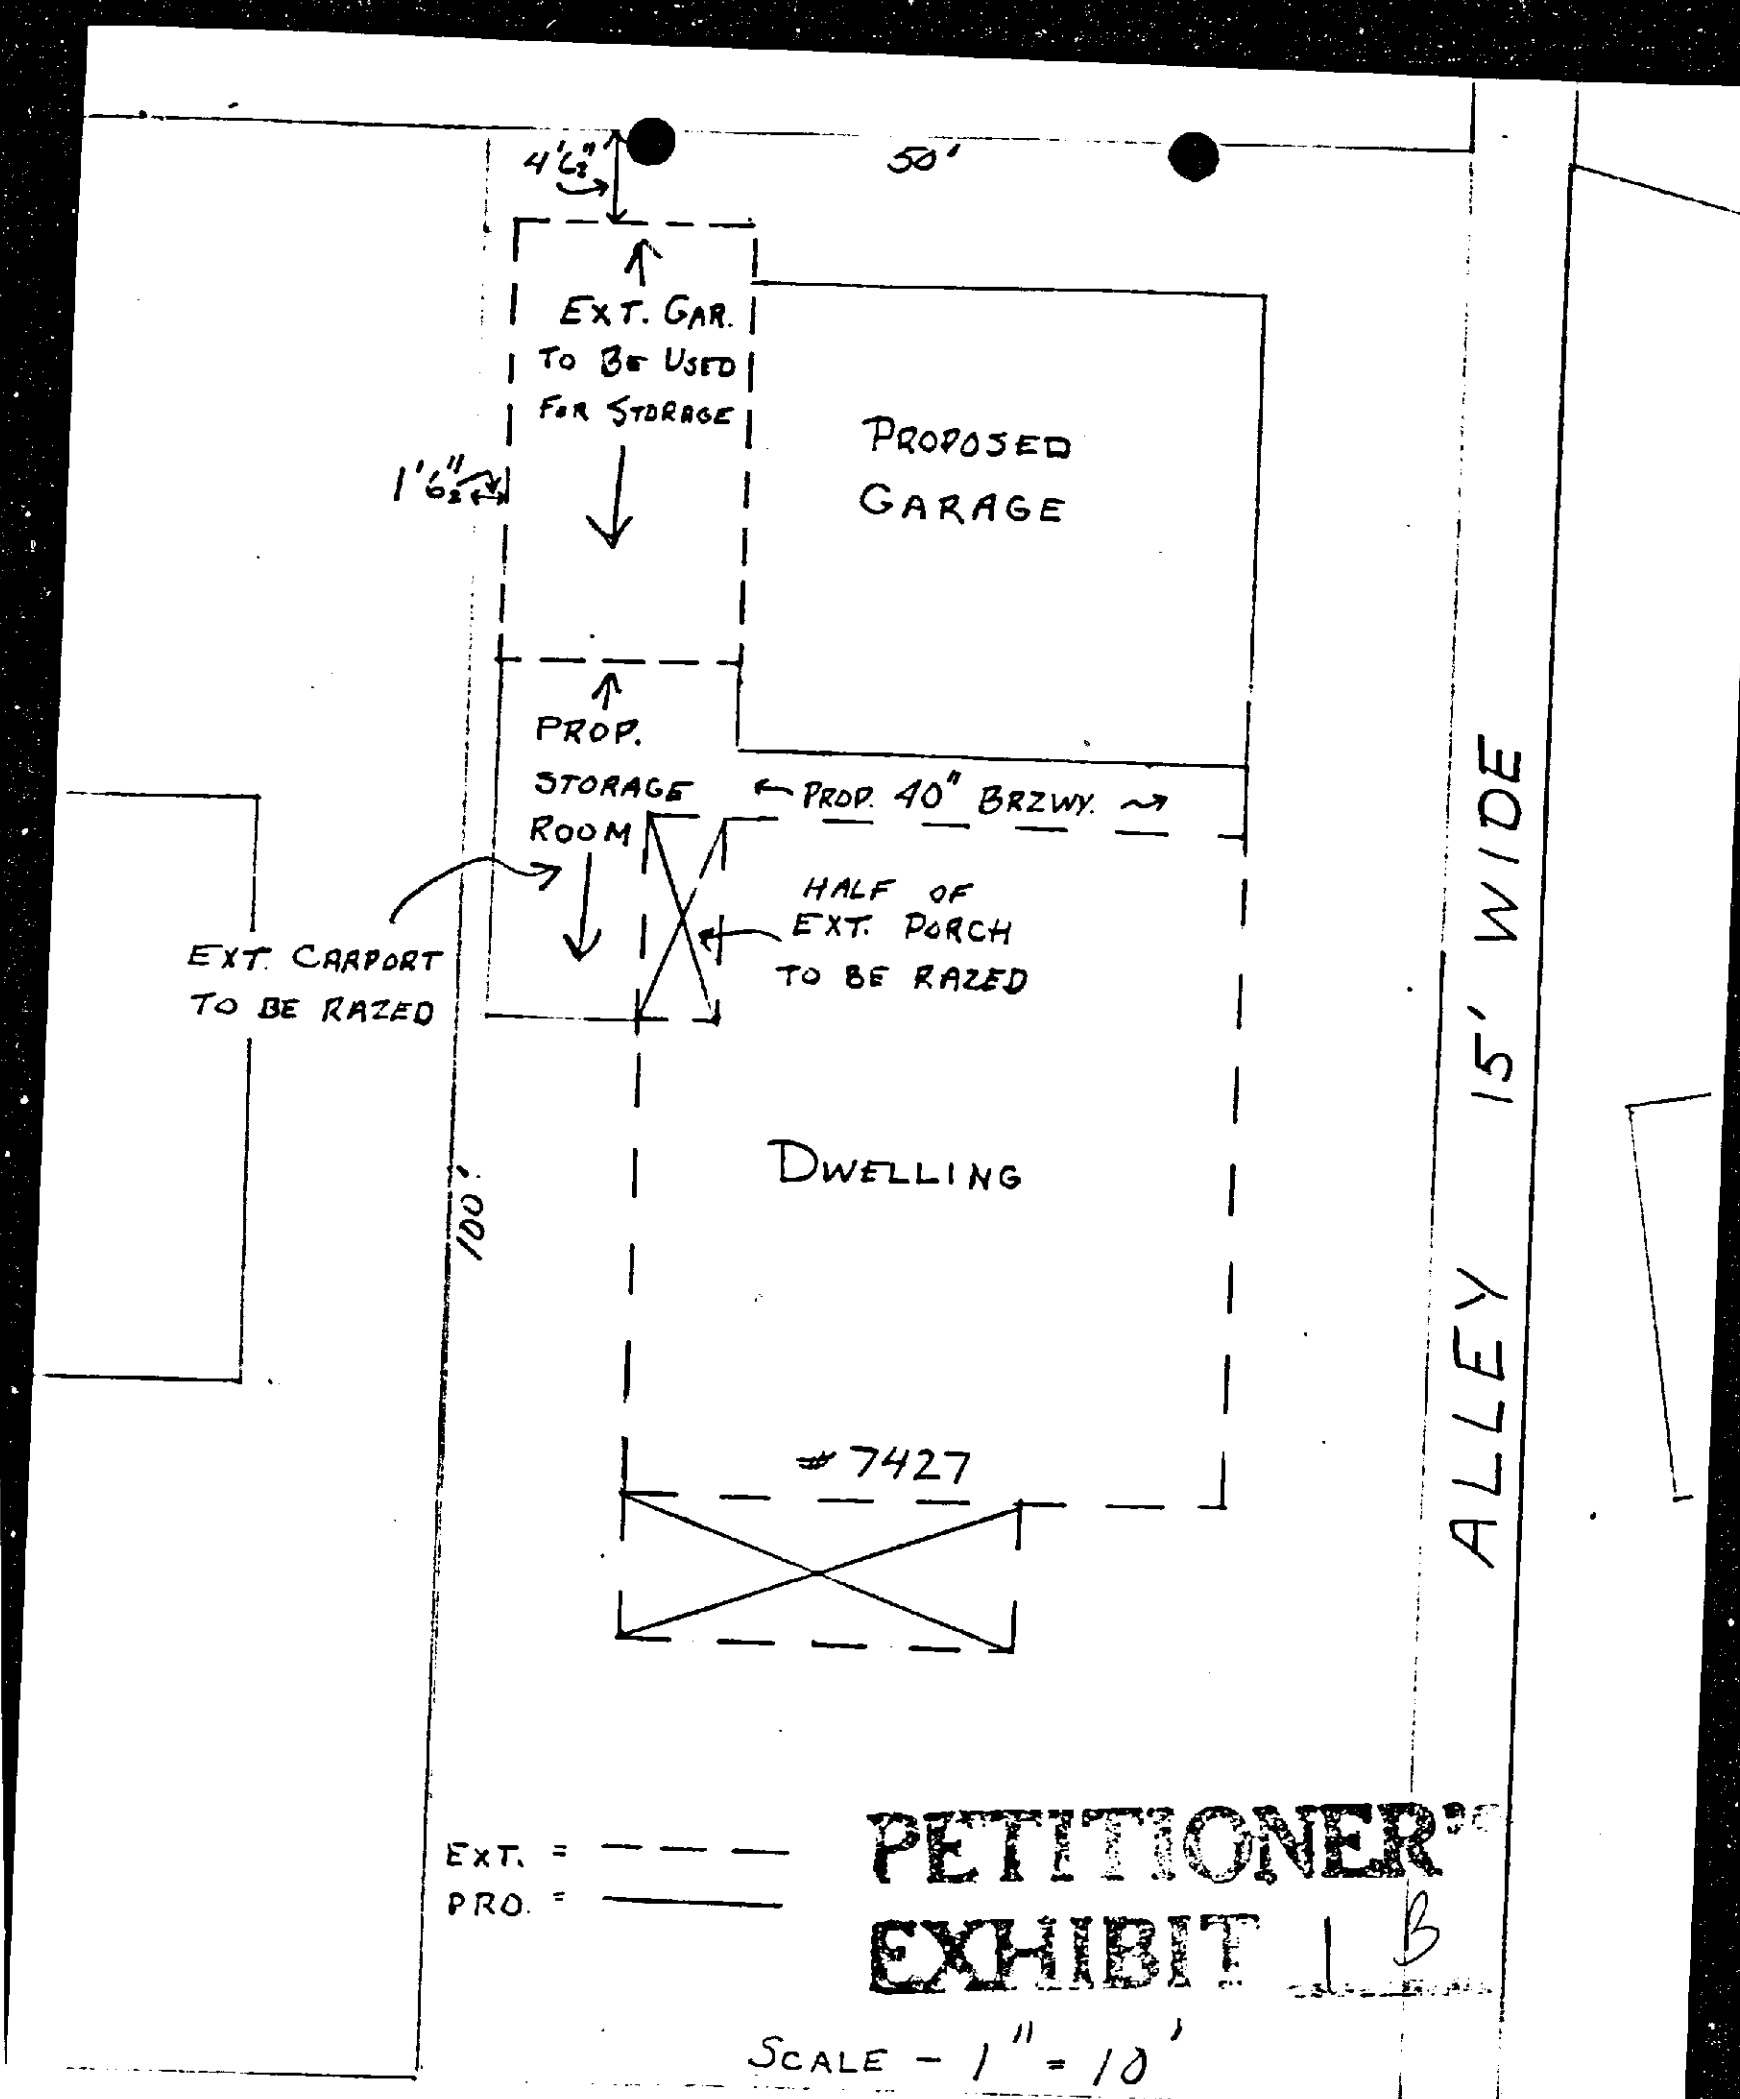 4'6½"
50'
EXT. GAR.
TO BE USED
FOR STORAGE
1'6½"
PROPOSED
GARAGE
PROP.
STORAGE
ROOM
← PROP. 40" BRZWY. →
HALF OF
EXT. PORCH
TO BE RAZED
EXT. CARPORT
TO BE RAZED
100'
DWELLING
ALLEY 15' WIDE
#7427
EXT. =
PRO. =
PETITIONER'S
EXHIBIT 1 B
SCALE - 1" = 10'